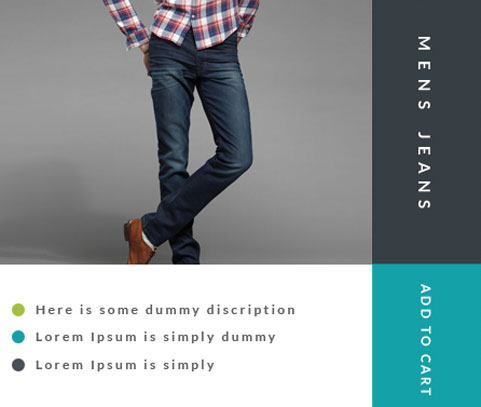 MENS JEANS
Here is some dummy discription
Lorem Ipsum is simply dummy
Lorem Ipsum is simply
ADD TO CART